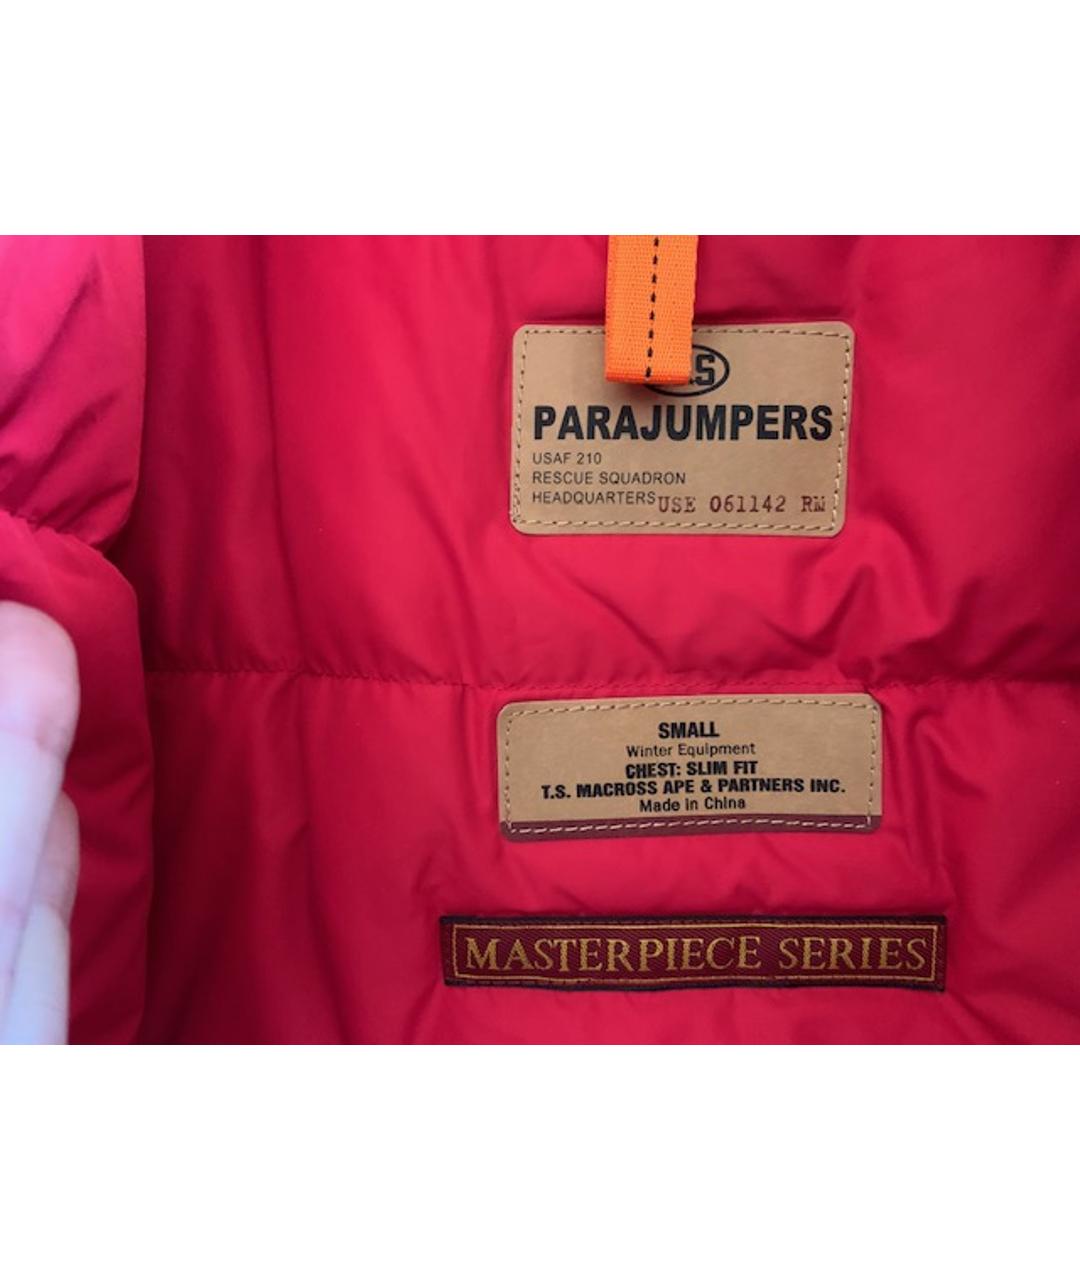 PARAJUMPERS
USAF 210
RESCUE SQUADRON
HEADQUARTERS USE 061142 RM
SMALL
Winter Equipment
CHEST: SLIM FIT
T.S. MACROSS APE & PARTNERS INC.
Made in China
MASTERPIECE SERIES